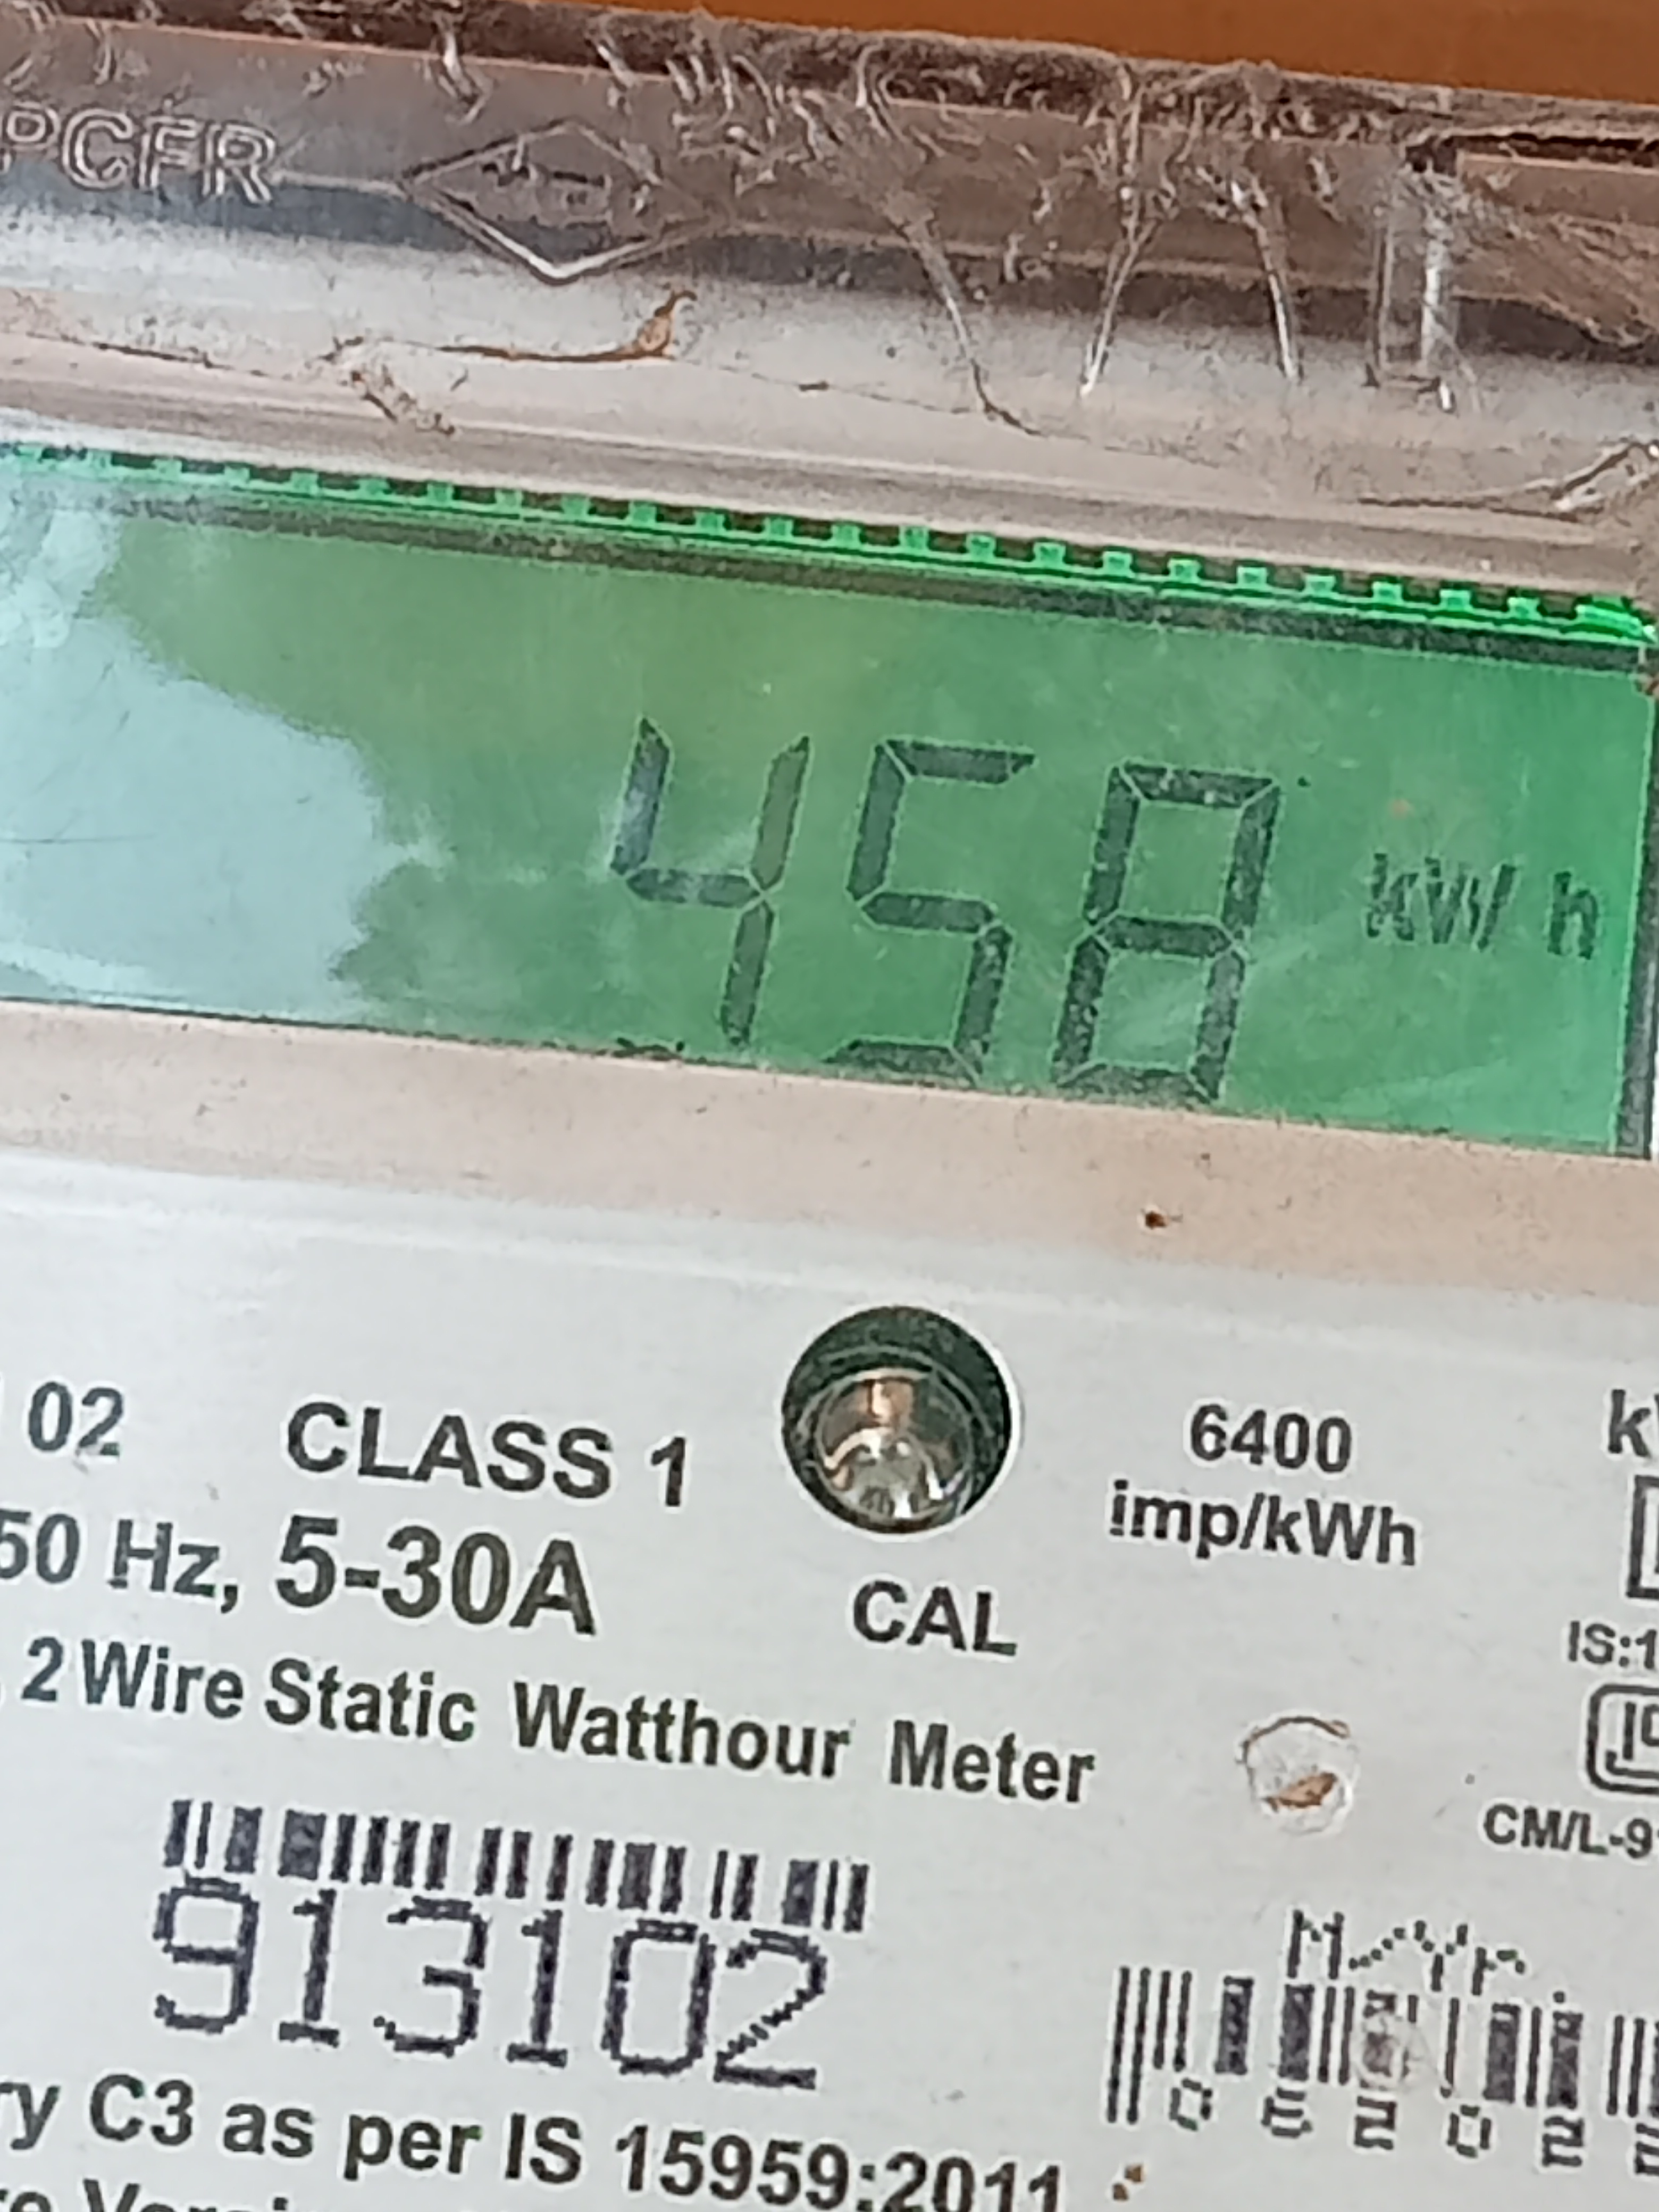 PCFR
458 kW h
02 CLASS 1 6400
imp/kWh
50 Hz, 5-30A
CAL
2 Wire Static Watthour Meter
IS:1
CM/L-9
913102
ry C3 as per IS 15959:2011